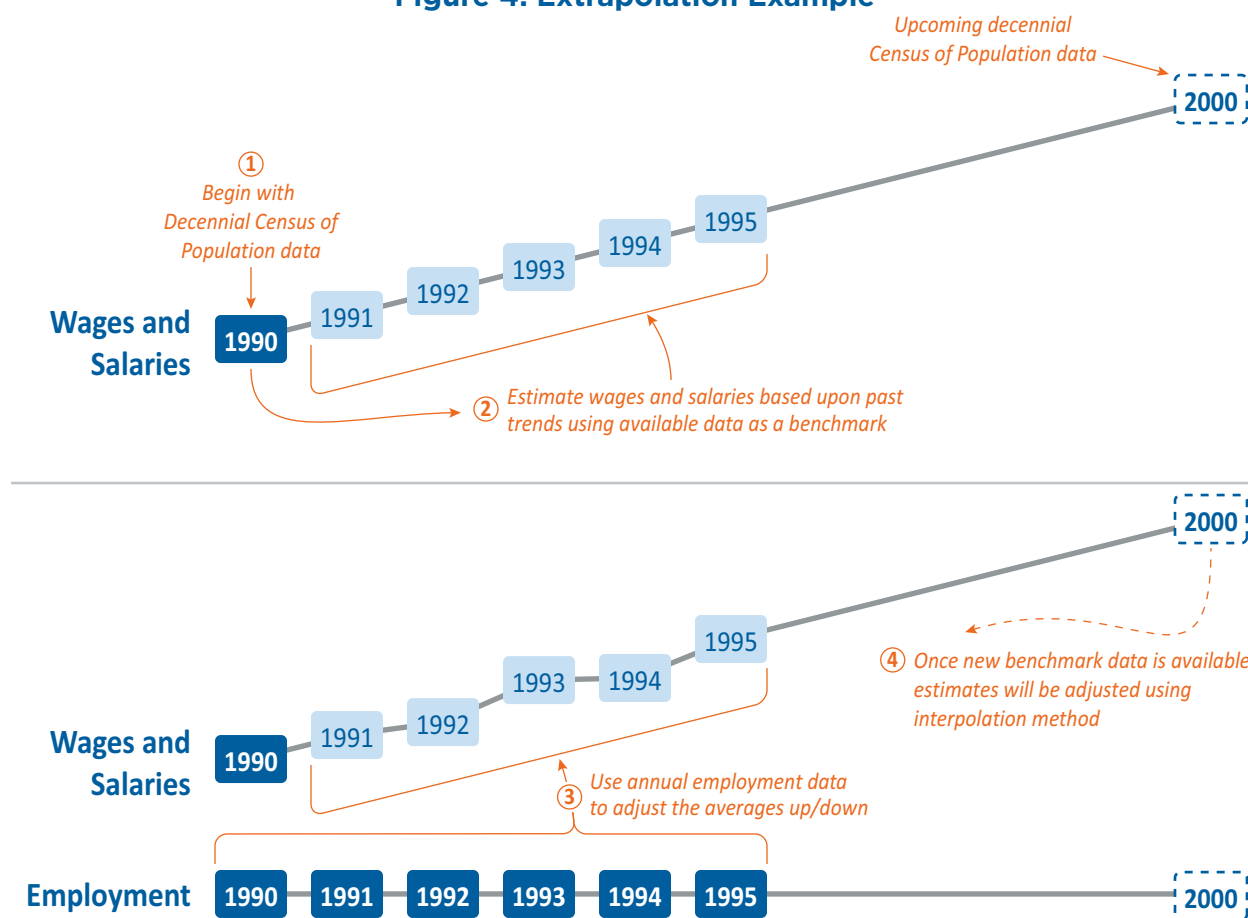 Figure 4. Extrapolation Example
Upcoming decennial
Census of Population data
2000
1
Begin with
Decennial Census of
Population data
1995
1994
1993
1992
1991
1990
Wages and
Salaries
2 Estimate wages and salaries based upon past
trends using available data as a benchmark
2000
1995
1994
1993
1992
1991
1990
Wages and
Salaries
4 Once new benchmark data is available
estimates will be adjusted using
interpolation method
3 Use annual employment data
to adjust the averages up/down
Employment 1990 1991 1992 1993 1994 1995 2000